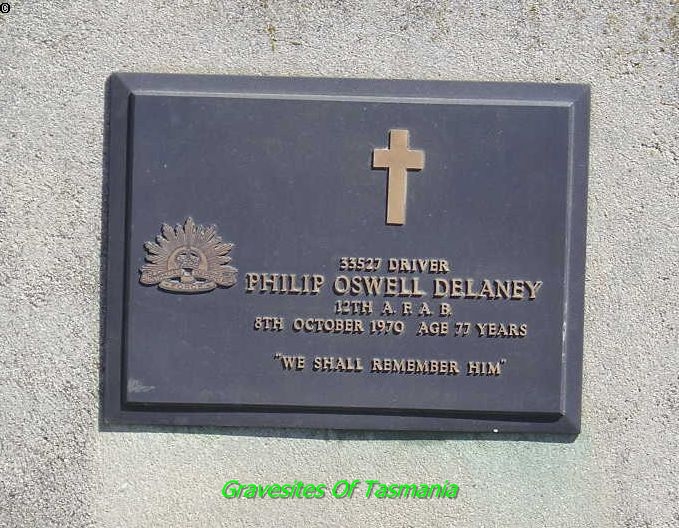 33527 DRIVER
PHILIP OSWELL DELANEY
12TH A. F. A. B.
8TH OCTOBER 1970 AGE 77 YEARS
"WE SHALL REMEMBER HIM"
Gravesites Of Tasmania